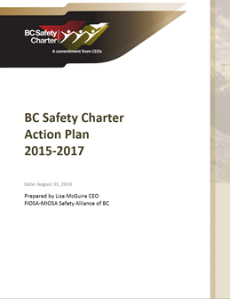 BC Safety
Charter
A commitment from CEOs
BC Safety Charter
Action Plan
2015-2017
Date: August 31, 2014
Prepared by Lisa McGuire CEO
FIOSA-MIOSA Safety Alliance of BC